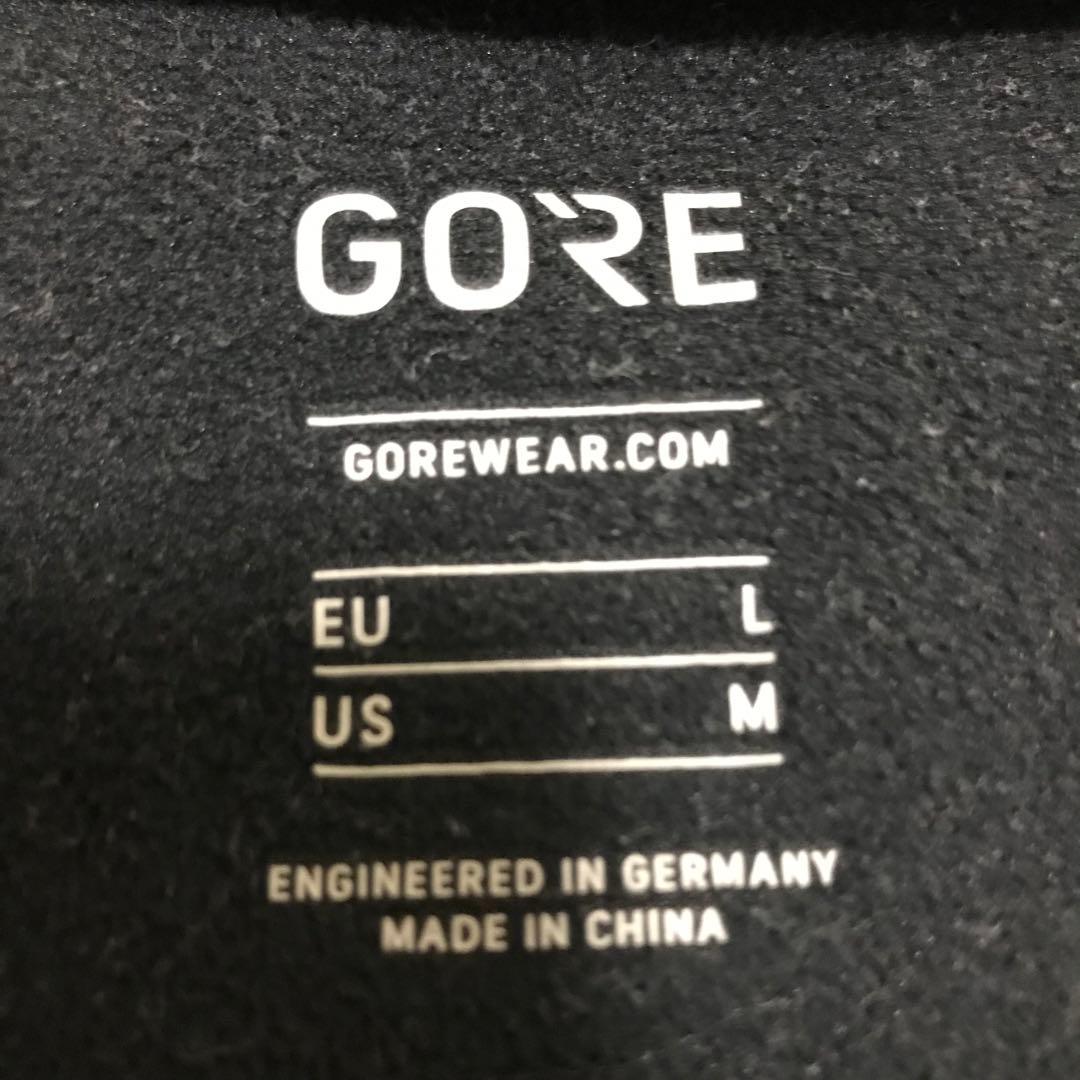 GORE
GOREWEAR.COM
EU L
US M
ENGINEERED IN GERMANY
MADE IN CHINA